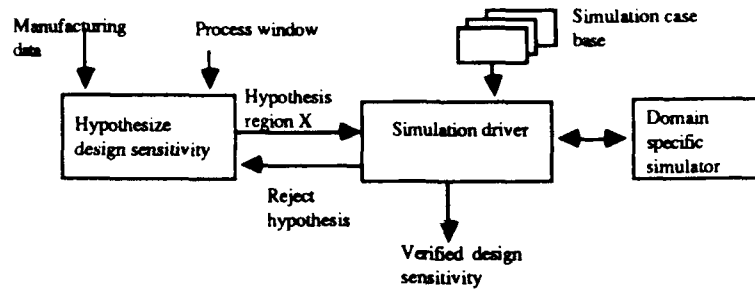 Manufacturing
data
Process window
Simulation case
base
Hypothesize
design sensitivity
Hypothesis
region X
Simulation driver
Domain
specific
simulator
Reject
hypothesis
Verified design
sensitivity